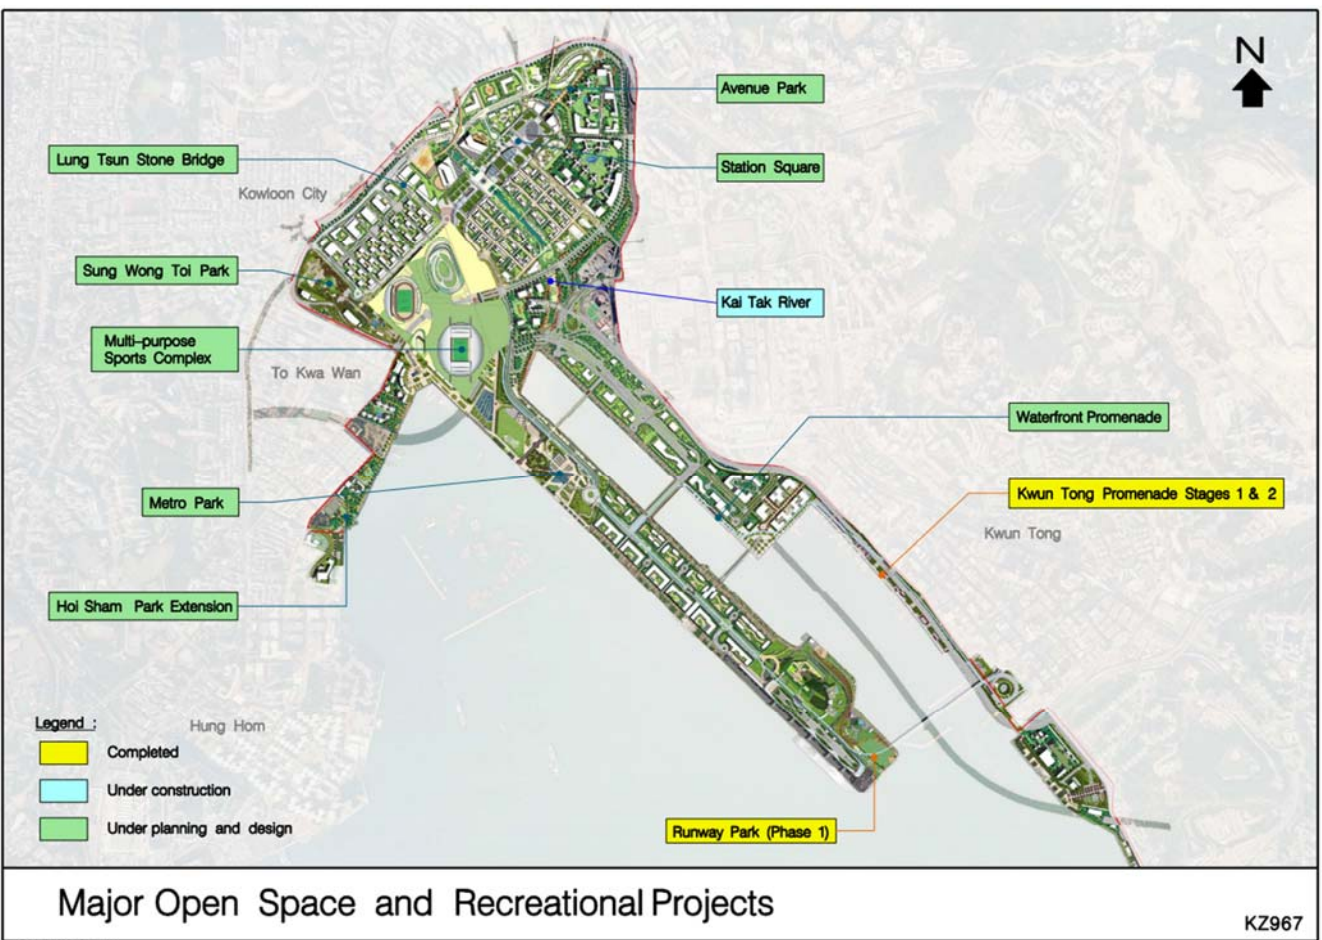 N
Avenue Park
Lung Tsun Stone Bridge
Station Square
Kowloon City
Sung Wong Toi Park
Kai Tak River
Multi-purpose
Sports Complex
To Kwa Wan
Waterfront Promenade
Metro Park
Kwun Tong Promenade Stages 1 & 2
Kwun Tong
Hoi Sham Park Extension
Legend :
Hung Hom
Completed
Under construction
Under planning and design
Runway Park (Phase 1)
Major Open Space and Recreational Projects
KZ967